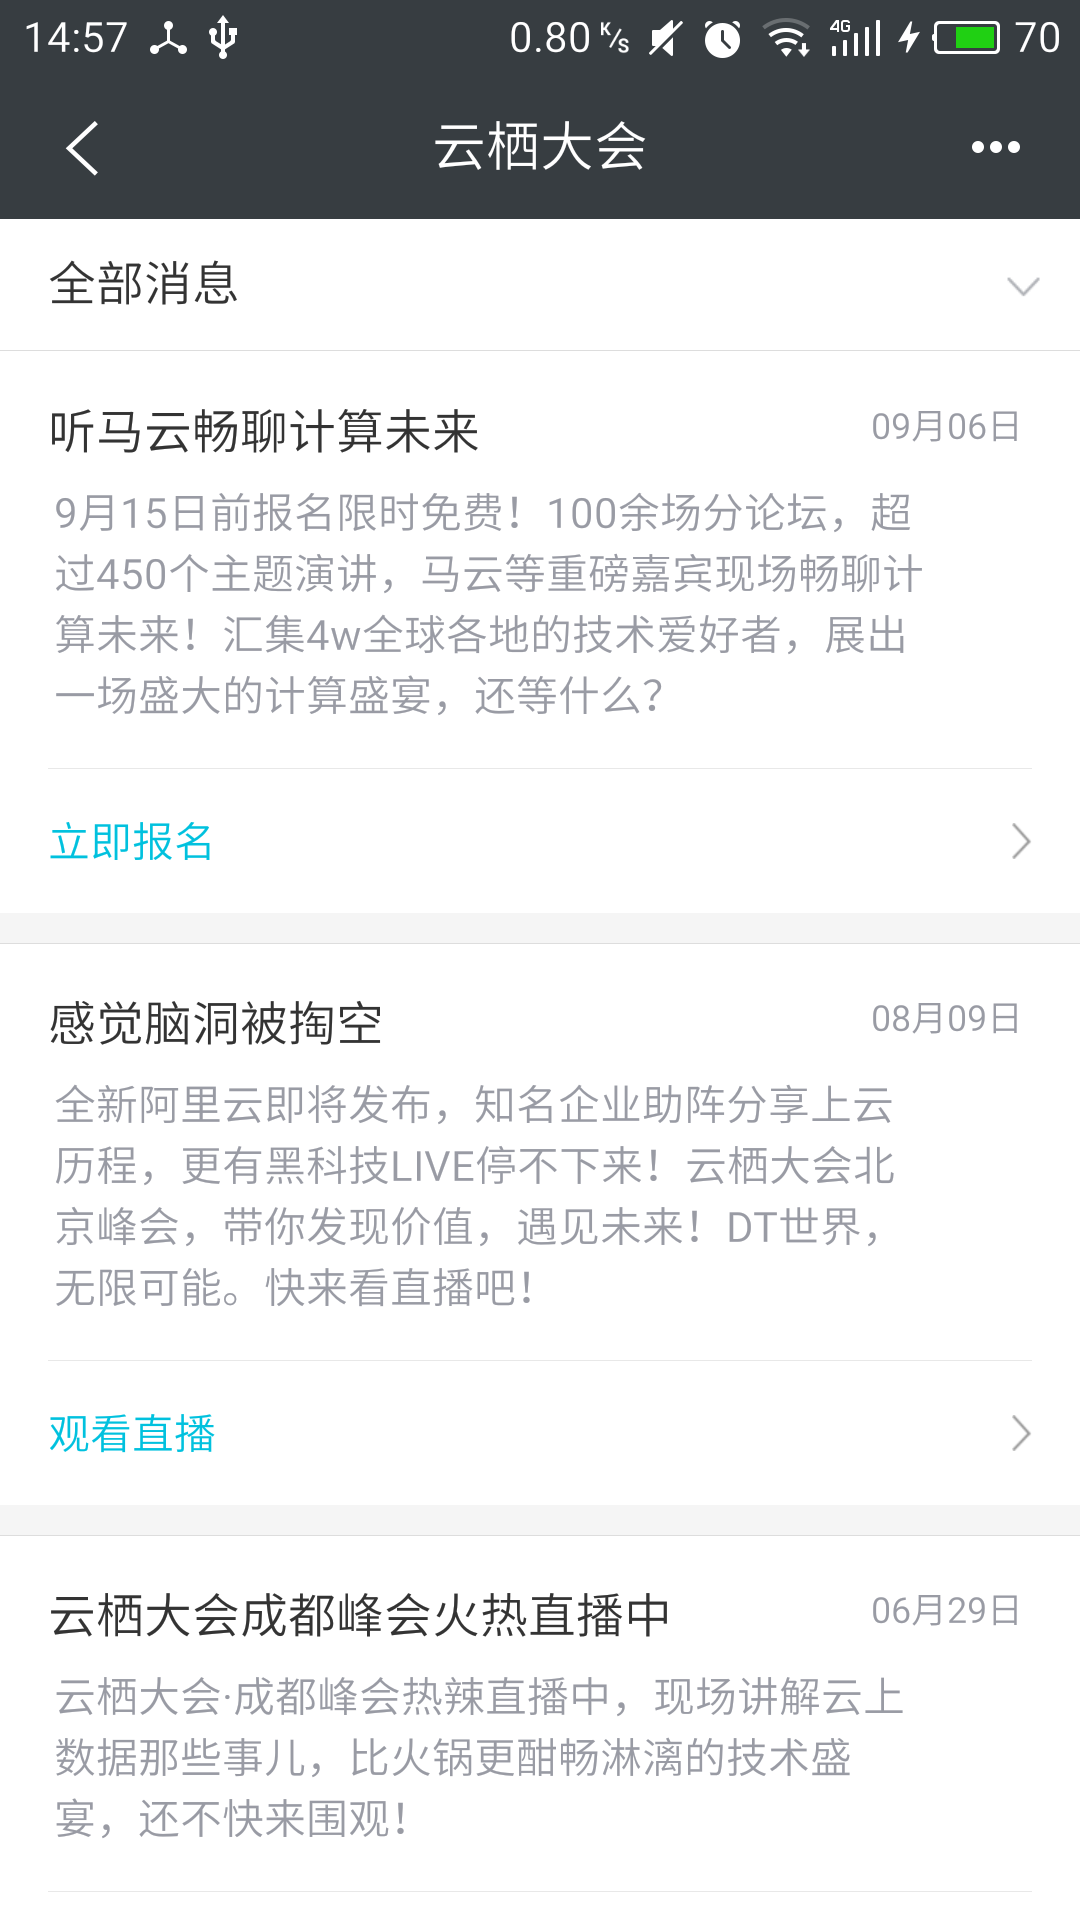 14:57 0.80 K/s 4G 70
云栖大会
全部消息
听马云畅聊计算未来 09月06日
9月15日前报名限时免费！100余场分论坛，超
过450个主题演讲，马云等重磅嘉宾现场畅聊计
算未来！汇集4w全球各地的技术爱好者，展出
一场盛大的计算盛宴，还等什么？
立即报名
感觉脑洞被掏空 08月09日
全新阿里云即将发布，知名企业助阵分享上云
历程，更有黑科技LIVE停不下来！云栖大会北
京峰会，带你发现价值，遇见未来！DT世界，
无限可能。快来看直播吧！
观看直播
云栖大会成都峰会火热直播中 06月29日
云栖大会·成都峰会热辣直播中，现场讲解云上
数据那些事儿，比火锅更酣畅淋漓的技术盛
宴，还不快来围观！